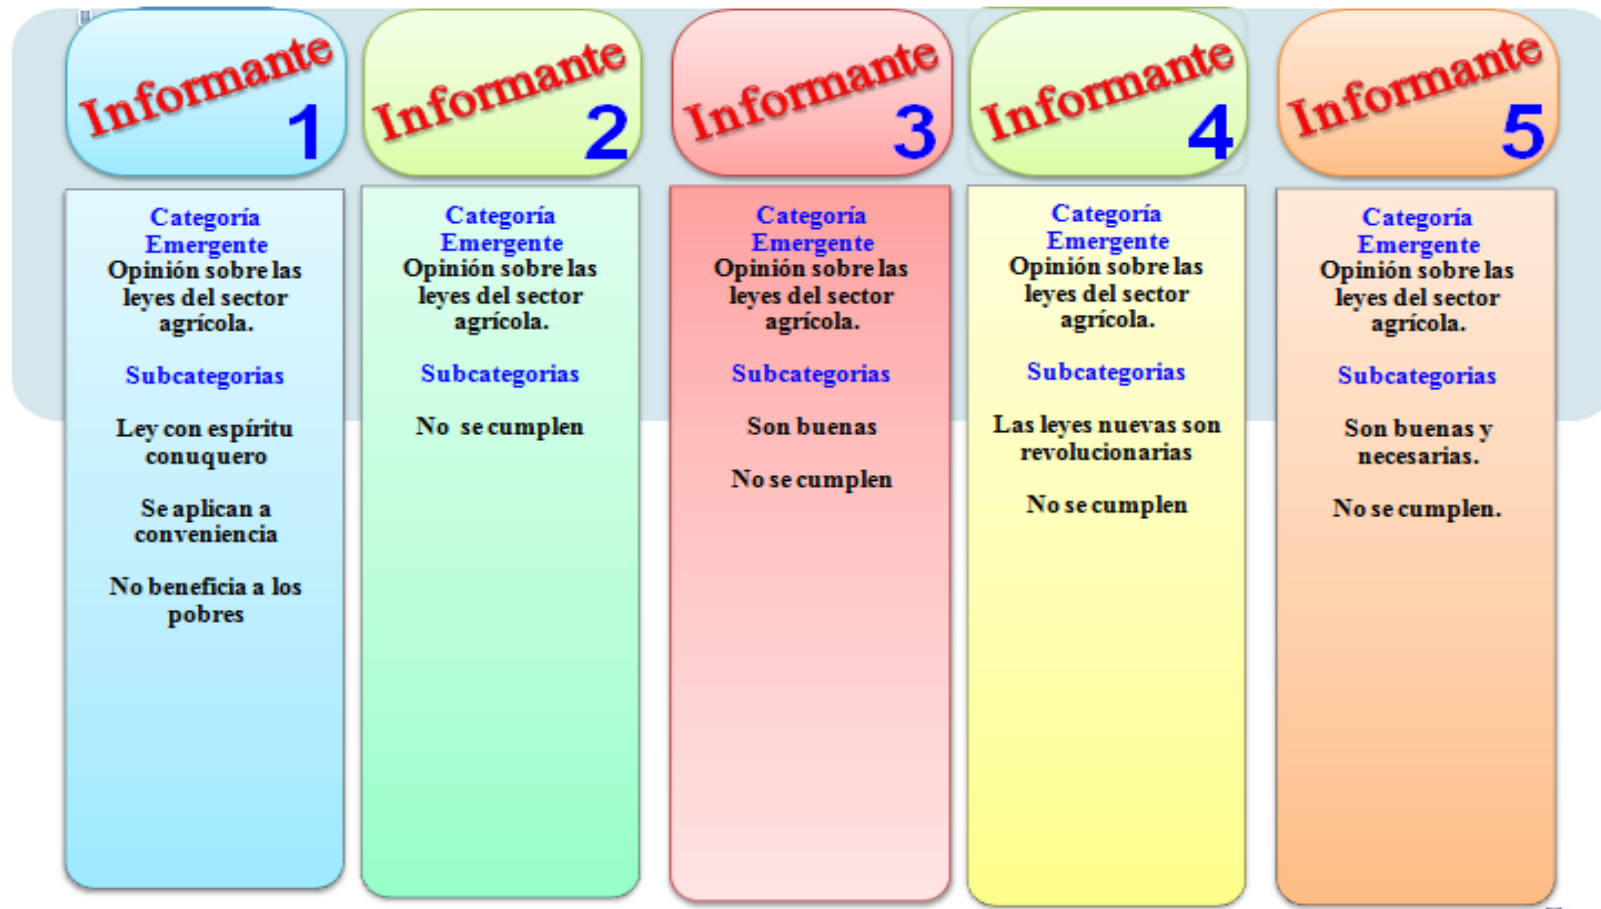 Informante
1
Categoría
Emergente
Opinión sobre las
leyes del sector
agrícola.
Subcategorias
Ley con espíritu
conuquero
Se aplican a
conveniencia
No beneficia a los
pobres
Informante
2
Categoría
Emergente
Opinión sobre las
leyes del sector
agrícola.
Subcategorias
No se cumplen
Informante
3
Categoría
Emergente
Opinión sobre las
leyes del sector
agrícola.
Subcategorias
Son buenas
No se cumplen
Informante
4
Categoría
Emergente
Opinión sobre las
leyes del sector
agrícola.
Subcategorias
Las leyes nuevas son
revolucionarias
No se cumplen
Informante
5
Categoría
Emergente
Opinión sobre las
leyes del sector
agrícola.
Subcategorias
Son buenas y
necesarias.
No se cumplen.